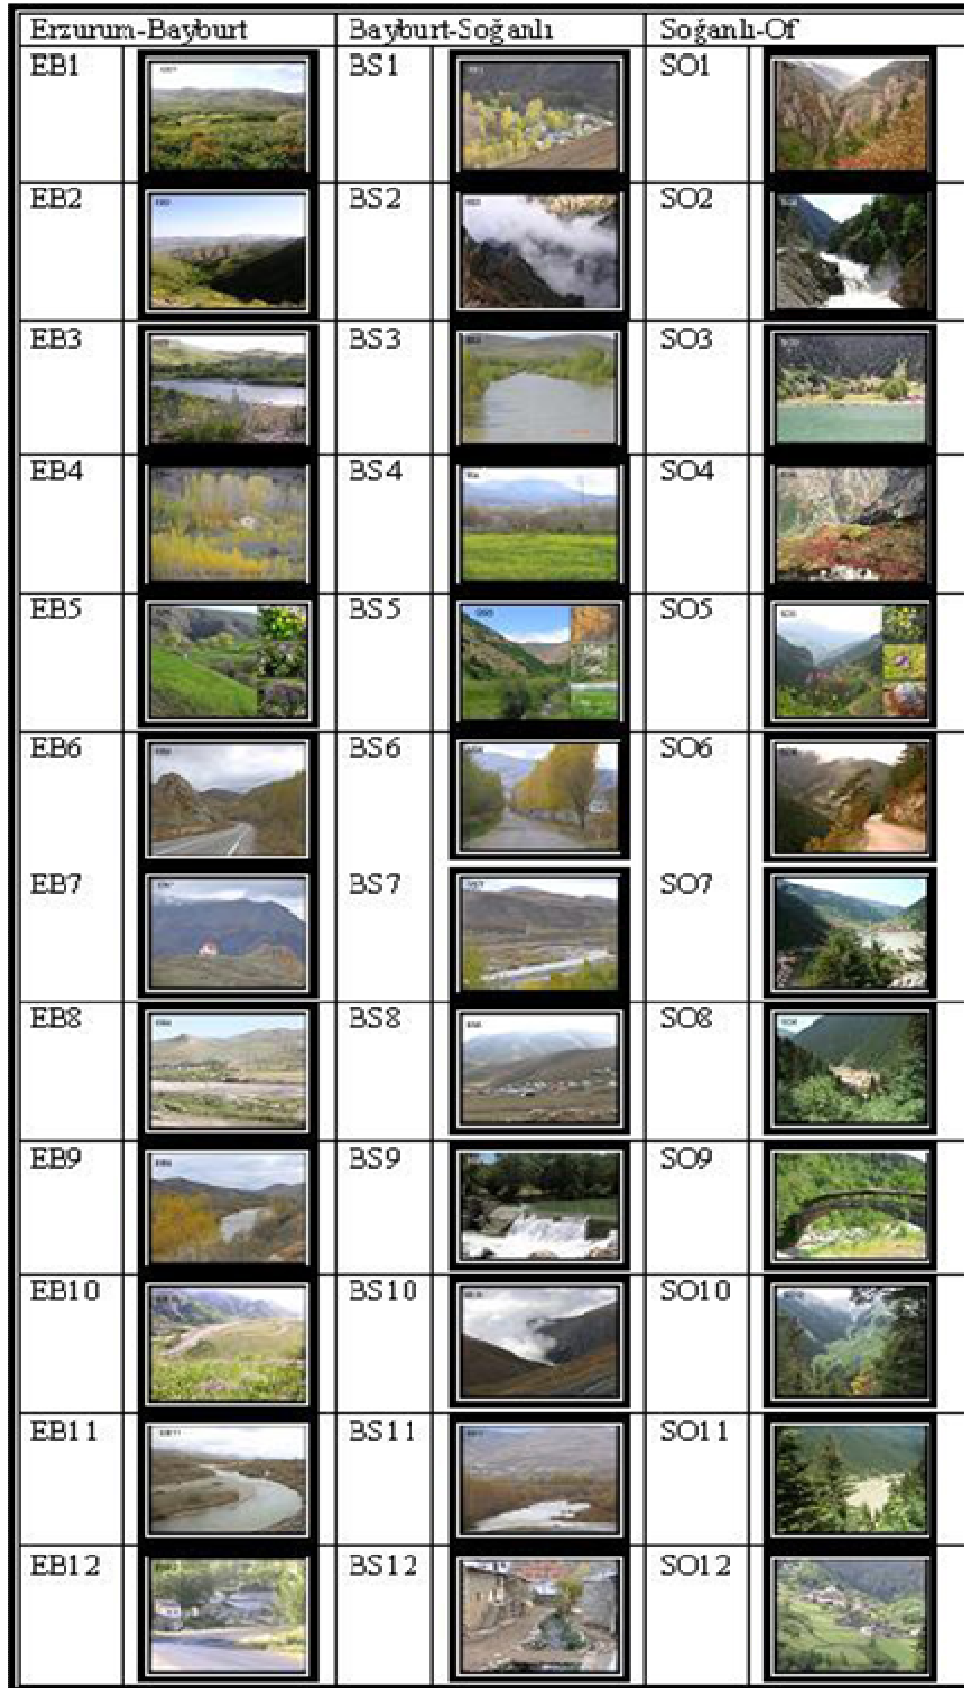 Erzurum-Bayburt Bayburt-Soğanlı Soğanlı-Of
EB1 BS1 SO1
EB2 BS2 SO2
EB3 BS3 SO3
EB4 BS4 SO4
EB5 BS5 SO5
EB6 BS6 SO6
EB7 BS7 SO7
EB8 BS8 SO8
EB9 BS9 SO9
EB10 BS10 SO10
EB11 BS11 SO11
EB12 BS12 SO12